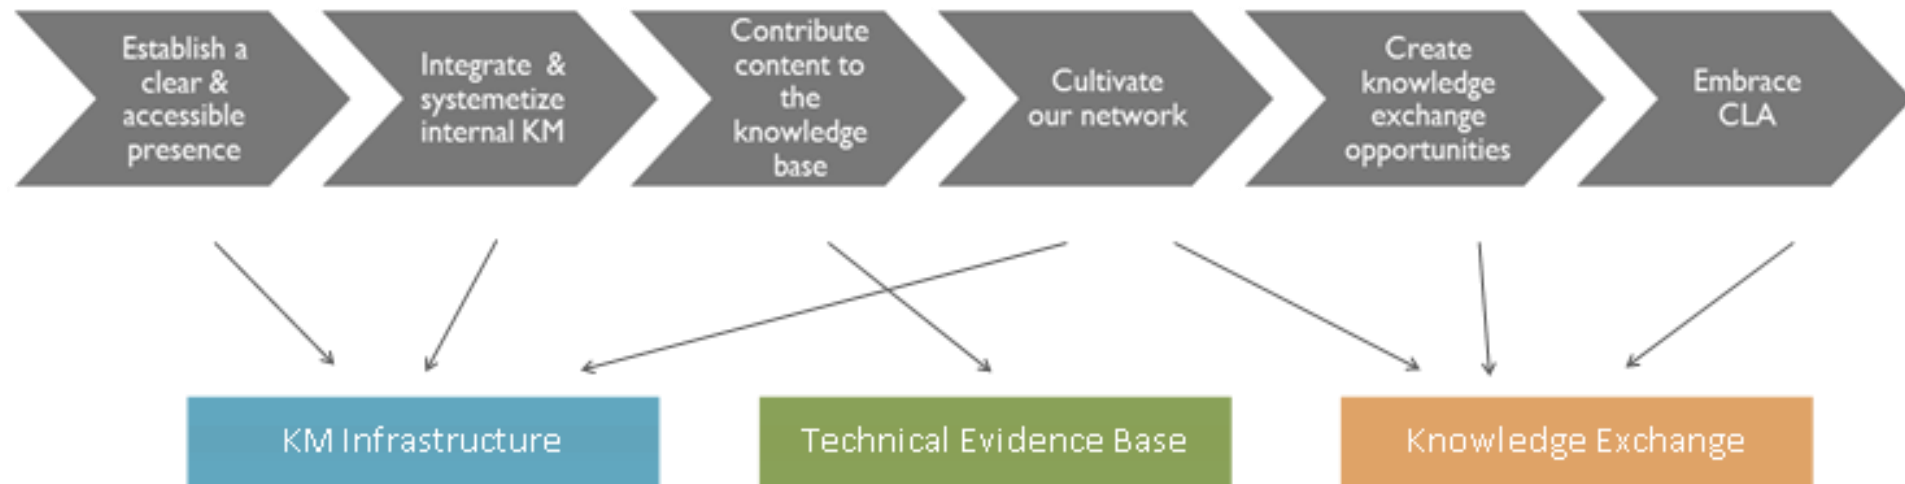 Establish a
clear &
accessible
presence
Integrate &
systemetize
internal KM
Contribute
content to
the
knowledge
base
Cultivate
our network
Create
knowledge
exchange
opportunities
Embrace
CLA
KM Infrastructure
Technical Evidence Base
Knowledge Exchange